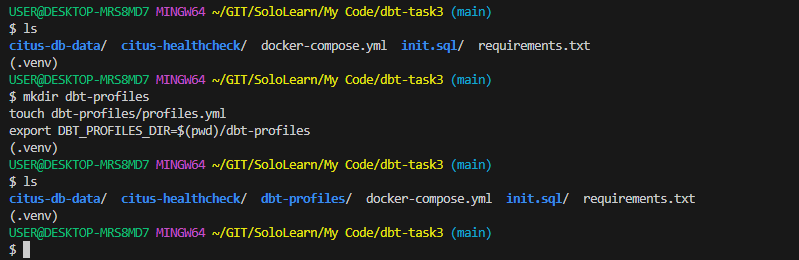 USER@DESKTOP-MRS8MD7 MINGW64 ~/GIT/SoloLearn/My Code/dbt-task3 (main)
$ ls
citus-db-data/  citus-healthcheck/  docker-compose.yml  init.sql/  requirements.txt
(.venv)
USER@DESKTOP-MRS8MD7 MINGW64 ~/GIT/SoloLearn/My Code/dbt-task3 (main)
$ mkdir dbt-profiles
touch dbt-profiles/profiles.yml
export DBT_PROFILES_DIR=$(pwd)/dbt-profiles
(.venv)
USER@DESKTOP-MRS8MD7 MINGW64 ~/GIT/SoloLearn/My Code/dbt-task3 (main)
$ ls
citus-db-data/  citus-healthcheck/  dbt-profiles/  docker-compose.yml  init.sql/  requirements.txt
(.venv)
USER@DESKTOP-MRS8MD7 MINGW64 ~/GIT/SoloLearn/My Code/dbt-task3 (main)
$